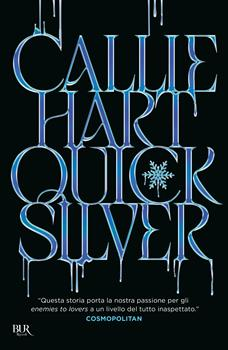 CALLIE
HART
QUICK
SILVER
“Questa storia porta la nostra passione per gli
enemies to lovers a un livello del tutto inaspettato.”
COSMOPOLITAN
BUR
Rizzoli